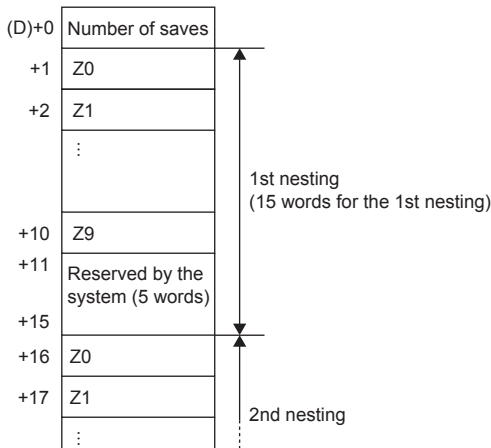 (D)+0 Number of saves
+1 Z0
+2 Z1
⋮
1st nesting
(15 words for the 1st nesting)
+10 Z9
+11 Reserved by the
system (5 words)
+15
+16 Z0
+17 Z1
2nd nesting
⋮